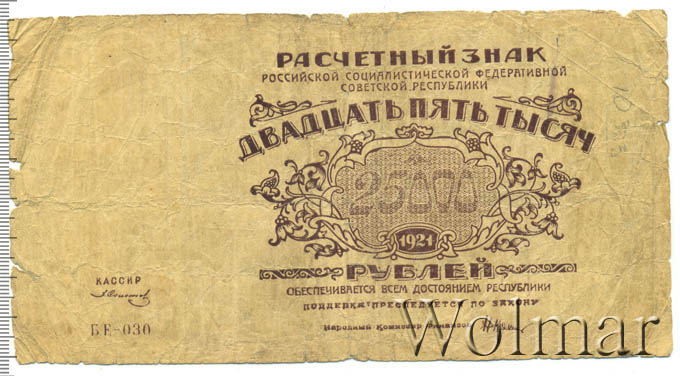 РАСЧЕТНЫЙ ЗНАК
РОССИЙСКОЙ СОЦИАЛИСТИЧЕСКОЙ ФЕДЕРАТИВНОЙ
СОВЕТСКОЙ РЕСПУБЛИКИ
ДВАДЦАТЬ ПЯТЬ ТЫСЯЧ
25000
1921
РУБЛЕЙ
ОБЕСПЕЧИВАЕТСЯ ВСЕМ ДОСТОЯНИЕМ РЕСПУБЛИКИ
ПОДДЕЛКА ПРЕСЛЕДУЕТСЯ ПО ЗАКОНУ
Народный Комиссар Финансов
КАССИР
БЕ-030
Wolmar